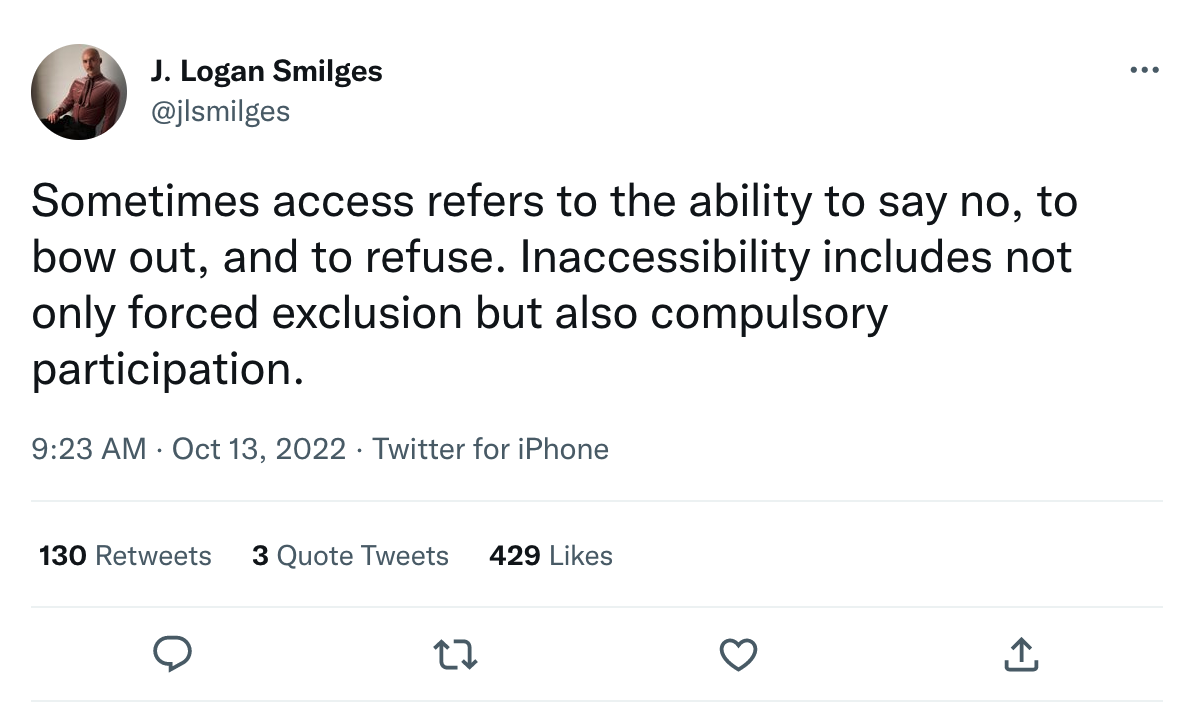 J. Logan Smilges
@jlsmilges
Sometimes access refers to the ability to say no, to
bow out, and to refuse. Inaccessibility includes not
only forced exclusion but also compulsory
participation.
9:23 AM · Oct 13, 2022 · Twitter for iPhone
130 Retweets 3 Quote Tweets 429 Likes